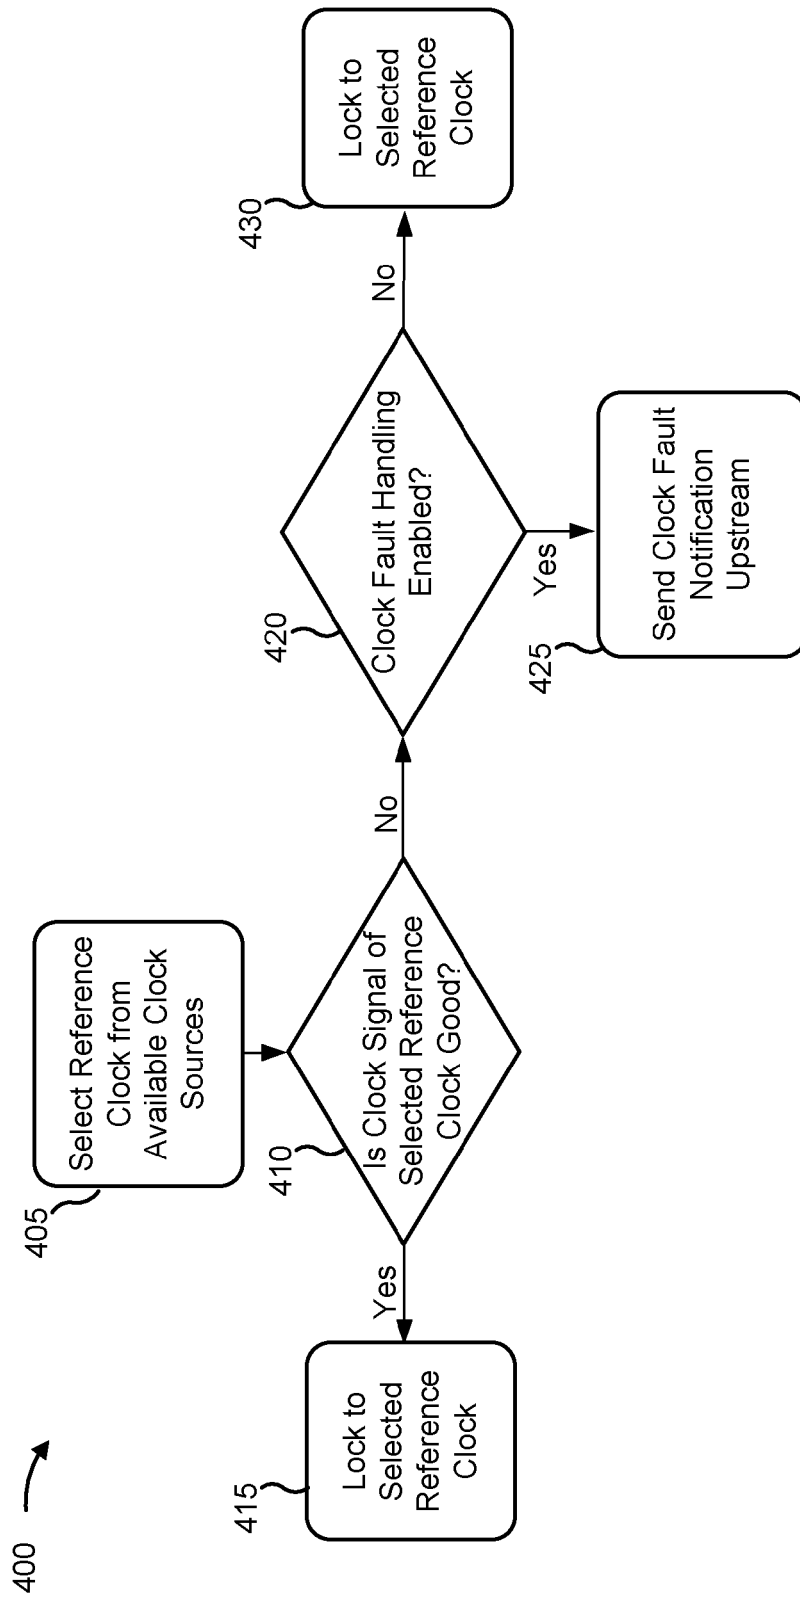 400
405
Select Reference
Clock from
Available Clock
Sources
410
Is Clock Signal of
Selected Reference
Clock Good?
Yes
415
Lock to
Selected
Reference
Clock
No
420
Clock Fault Handling
Enabled?
Yes
425
Send Clock Fault
Notification
Upstream
No
430
Lock to
Selected
Reference
Clock